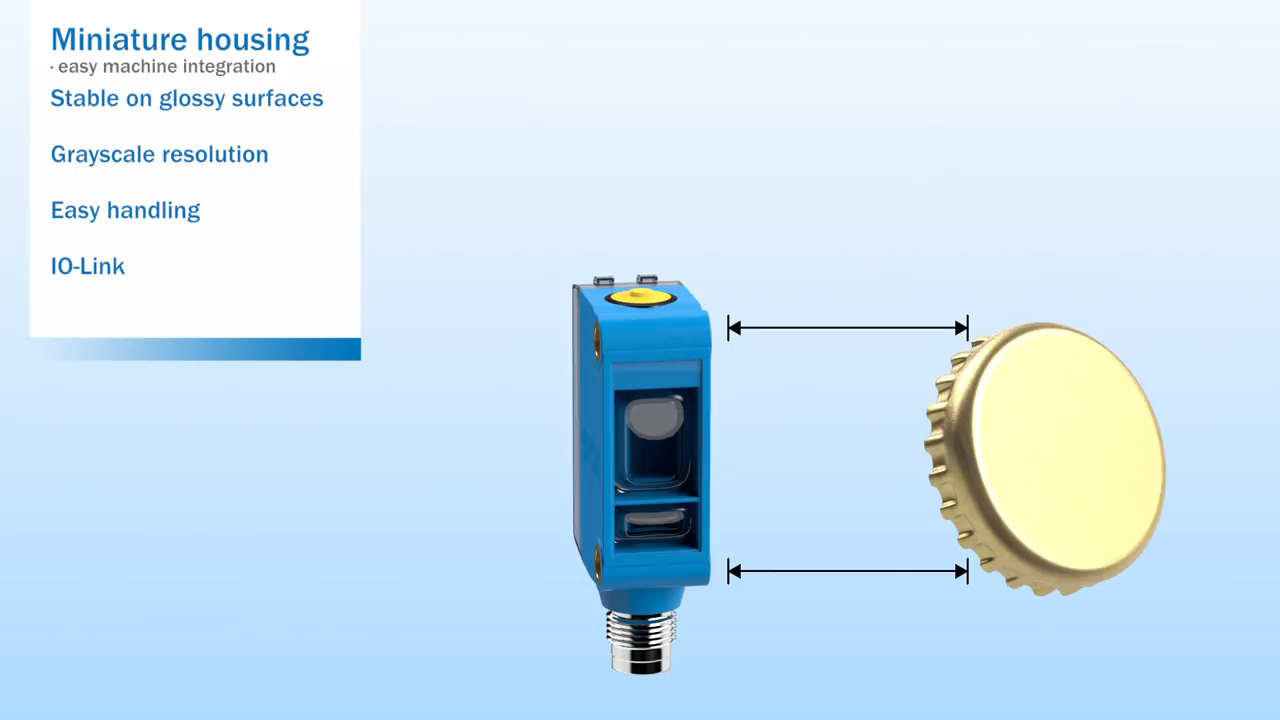 Miniature housing
· easy machine integration
Stable on glossy surfaces
Grayscale resolution
Easy handling
IO-Link